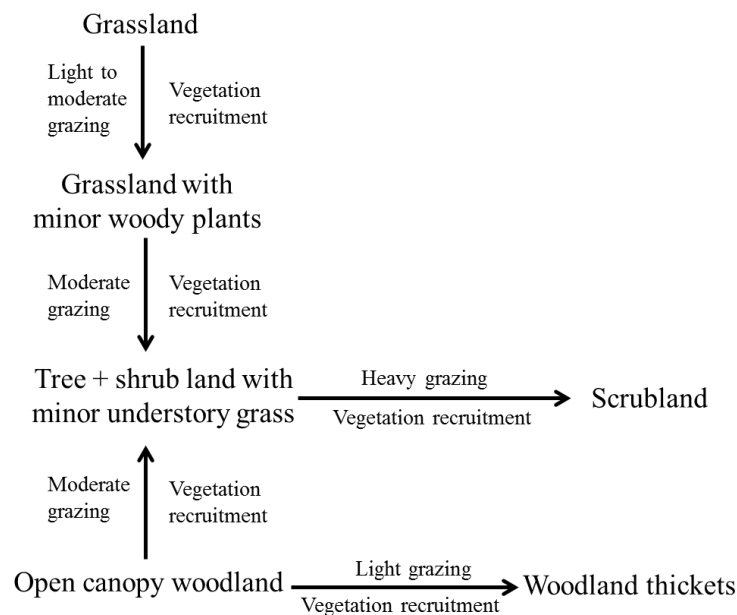 Grassland
Light to
moderate
grazing
Vegetation
recruitment
Grassland with
minor woody plants
Moderate
grazing
Vegetation
recruitment
Tree + shrub land with
minor understory grass
Heavy grazing
Vegetation recruitment
Scrubland
Moderate
grazing
Vegetation
recruitment
Open canopy woodland
Light grazing
Vegetation recruitment
Woodland thickets